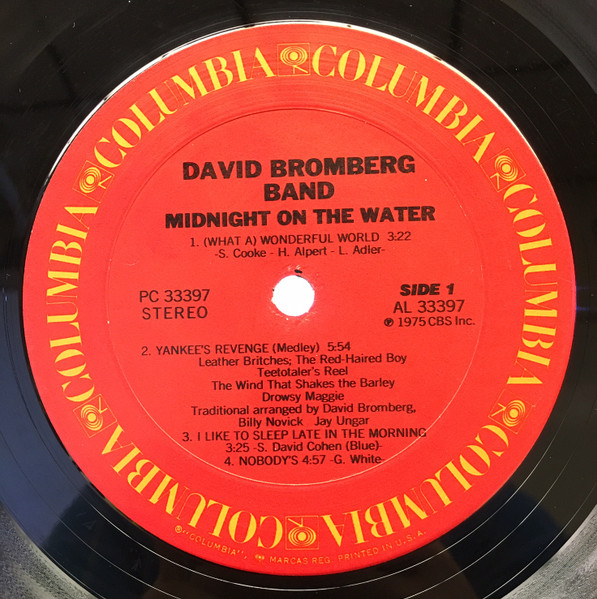 COLUMBIA COLUMBIA COLUMBIA COLUMBIA COLUMBIA COLUMBIA COLUMBIA COLUMBIA
DAVID BROMBERG
BAND
MIDNIGHT ON THE WATER
1. (WHAT A) WONDERFUL WORLD 3:22
-S. Cooke - H. Alpert - L. Adler-
PC 33397
STEREO
SIDE 1
AL 33397
℗ 1975 CBS Inc.
2. YANKEE'S REVENGE (Medley) 5:54
Leather Britches; The Red-Haired Boy
Teetotaler's Reel
The Wind That Shakes the Barley
Drowsy Maggie
Traditional arranged by David Bromberg,
Billy Novick Jay Ungar
3. I LIKE TO SLEEP LATE IN THE MORNING
3:25 -S. David Cohen (Blue)-
4. NOBODY'S 4:57 -G. White-
®"COLUMBIA", MARCAS REG. PRINTED IN U.S.A.